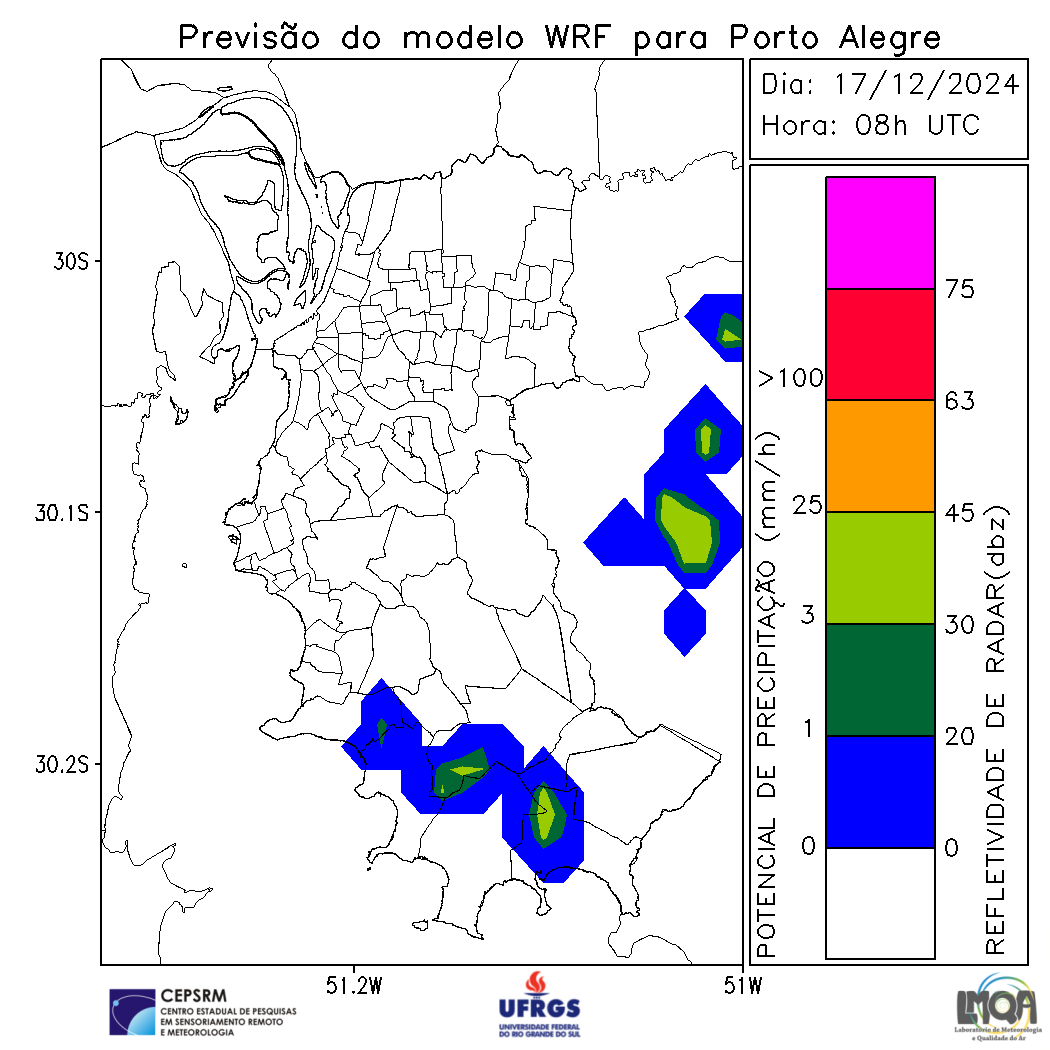 Previsão do modelo WRF para Porto Alegre
Dia: 17/12/2024
Hora: 08h UTC
30S
30.1S
30.2S
51.2W
51W
POTENCIAL DE PRECIPITAÇÃO (mm/h)
>100
25
3
1
0
75
63
45
30
20
0
REFLETIVIDADE DE RADAR(dbz)
CEPSRM
CENTRO ESTADUAL DE PESQUISAS
EM SENSORIAMENTO REMOTO
E METEOROLOGIA
UFRGS
UNIVERSIDADE FEDERAL
DO RIO GRANDE DO SUL
LMQA
Laboratório de Meteorologia
e Qualidade do Ar